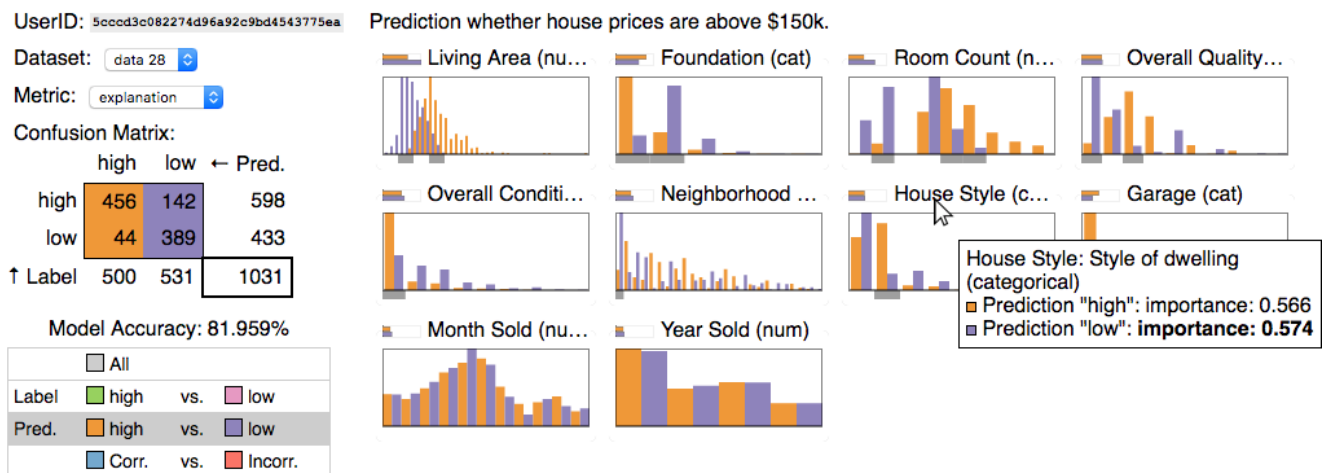 UserID: 5cccd3c082274d96a92c9bd4543775ea
Prediction whether house prices are above $150k.
Dataset: data 28
Metric: explanation
Confusion Matrix:
high low ← Pred.
high 456 142 598
low 44 389 433
↑ Label 500 531 1031
Model Accuracy: 81.959%
All
Label high vs. low
Pred. high vs. low
Corr. vs. Incorr.
Living Area (nu...
Foundation (cat)
Room Count (n...
Overall Quality...
Overall Conditi...
Neighborhood ...
House Style (c...
Garage (cat)
House Style: Style of dwelling
(categorical)
Prediction "high": importance: 0.566
Prediction "low": importance: 0.574
Month Sold (nu...
Year Sold (num)